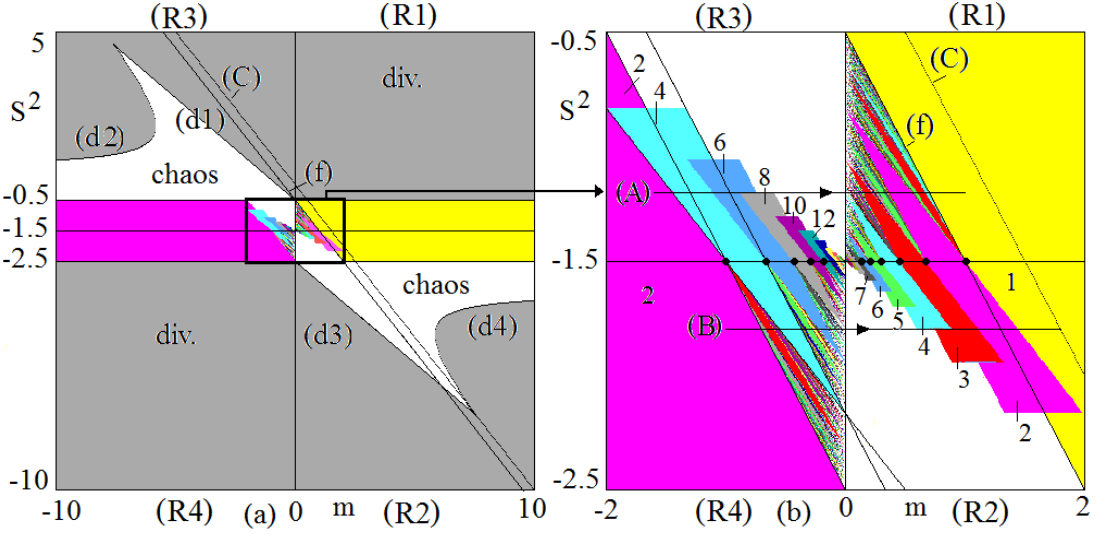 (R3)
(R1)
5
S²
(C)
div.
(d1)
(d2)
chaos
(f)
-0.5
-1.5
-2.5
chaos
(d4)
(d3)
div.
-10
-10
(R4)
(a)
0
m
(R2)
10
(R3)
(R1)
-0.5
S²
2
4
(C)
(f)
6
8
(A)
10
12
-1.5
2
1
7
6
5
4
3
2
(B)
-2.5
-2
(R4)
(b)
0
m
(R2)
2